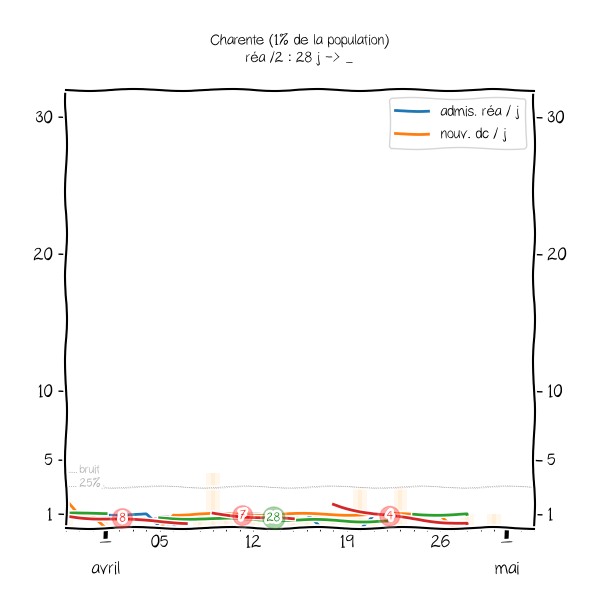 Charente (1% de la population)
réa /2 : 28 j -> _
admis. réa / j
nouv. dc / j
30
30
20
20
10
10
5
5
bruit
25%
1
1
8
7
28
4
05
12
19
26
avril
mai